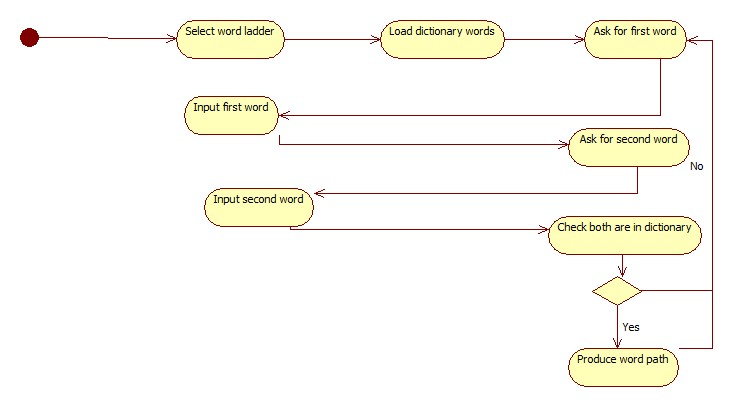 Select word ladder
Load dictionary words
Ask for first word
Input first word
Ask for second word
No
Input second word
Check both are in dictionary
Yes
Produce word path